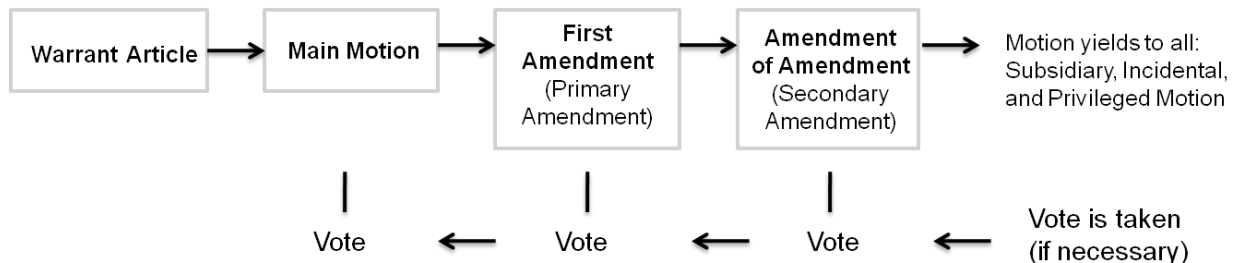 Warrant Article
Main Motion
First
Amendment
(Primary
Amendment)
Amendment
of Amendment
(Secondary
Amendment)
Motion yields to all:
Subsidiary, Incidental,
and Privileged Motion
Vote
Vote
Vote
Vote is taken
(if necessary)